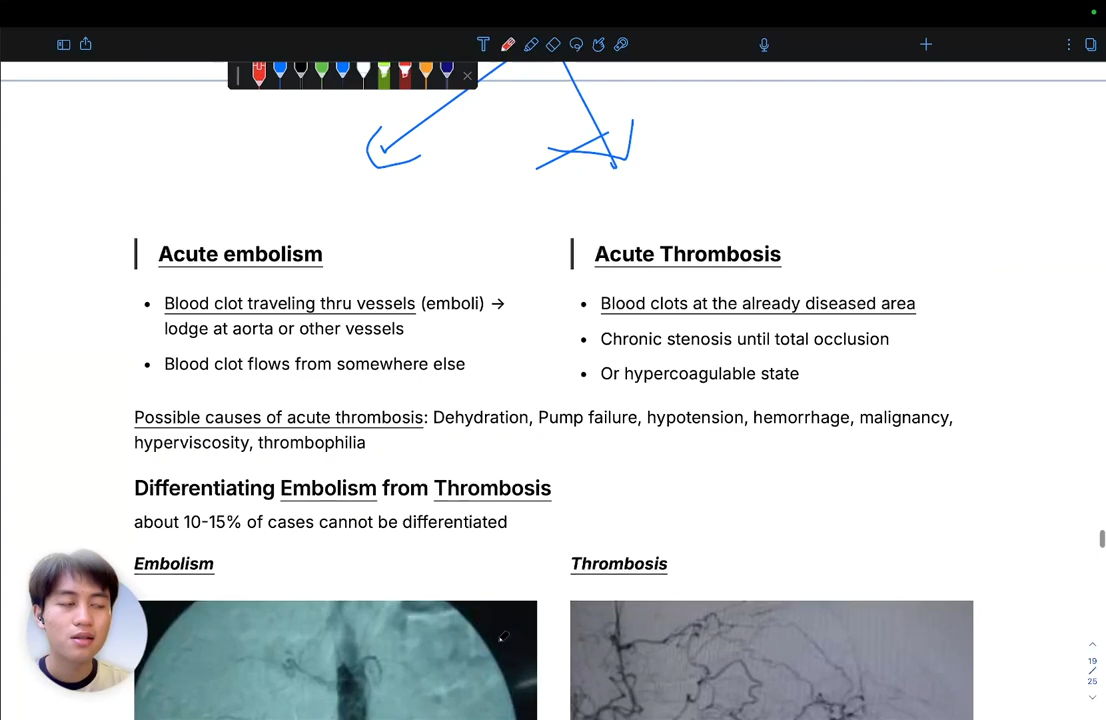 Acute embolism
Acute Thrombosis
• Blood clot traveling thru vessels (emboli) →
lodge at aorta or other vessels
• Blood clot flows from somewhere else
• Blood clots at the already diseased area
• Chronic stenosis until total occlusion
• Or hypercoagulable state
Possible causes of acute thrombosis: Dehydration, Pump failure, hypotension, hemorrhage, malignancy,
hyperviscosity, thrombophilia
Differentiating Embolism from Thrombosis
about 10-15% of cases cannot be differentiated
Embolism
Thrombosis
19
/
25